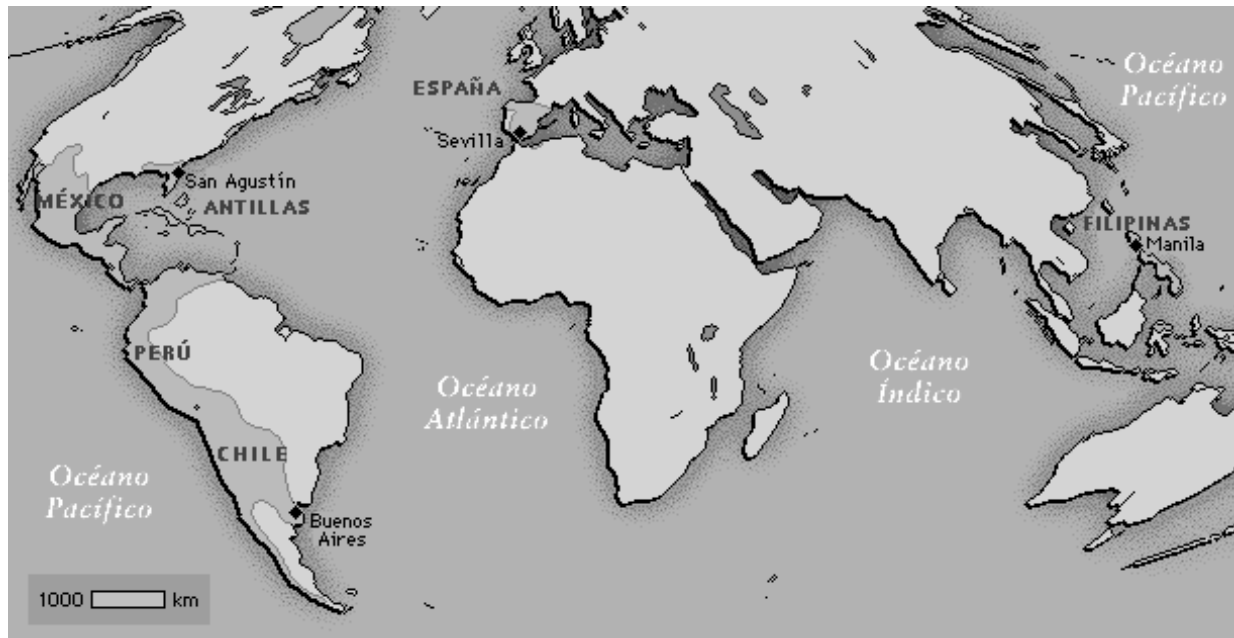 Océano
Pacífico
ESPAÑA
Sevilla
San Agustín
MÉXICO
ANTILLAS
FILIPINAS
Manila
PERÚ
Océano
Atlántico
Océano
Índico
CHILE
Océano
Pacífico
Buenos
Aires
1000 km